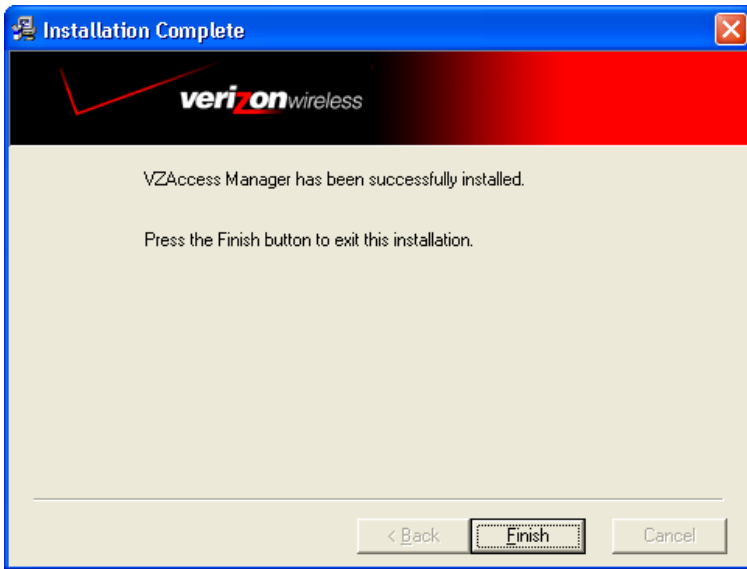 Installation Complete
verizonwireless
VZAccess Manager has been successfully installed.
Press the Finish button to exit this installation.
< Back
Finish
Cancel